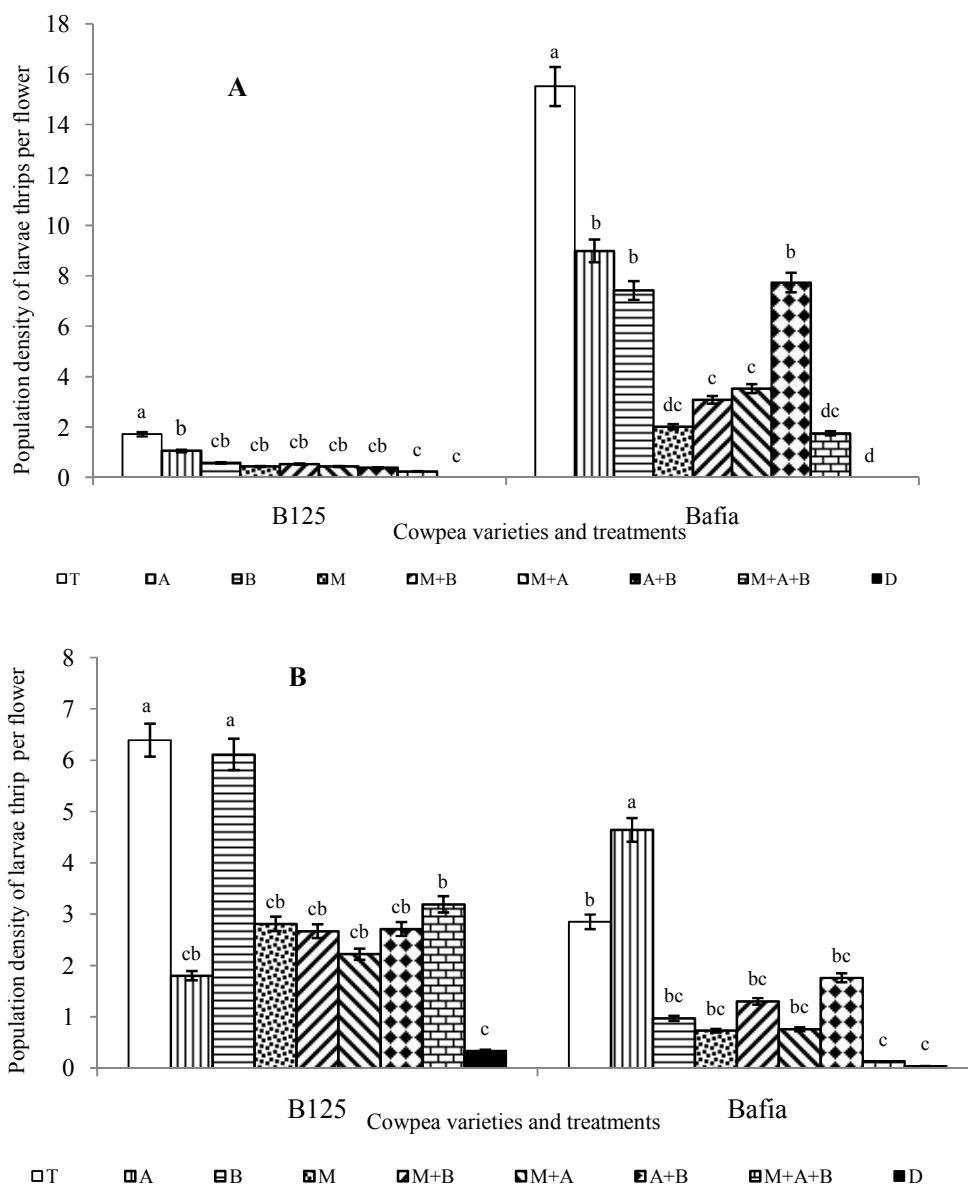 18
16
14
12
10
8
6
4
2
0
Population density of larvae thrips per flower
A
a
b
cb
cb
cb
cb
cb
c
c
a
b
b
dc
c
c
b
dc
d
B125
Bafia
Cowpea varieties and treatments
T A B M M+B M+A A+B M+A+B D
8
7
6
5
4
3
2
1
0
Population density of larvae thrip per flower
B
a
cb
a
cb
cb
cb
cb
b
c
b
a
bc
bc
bc
bc
bc
c
c
B125
Bafia
Cowpea varieties and treatments
T A B M M+B M+A A+B M+A+B D